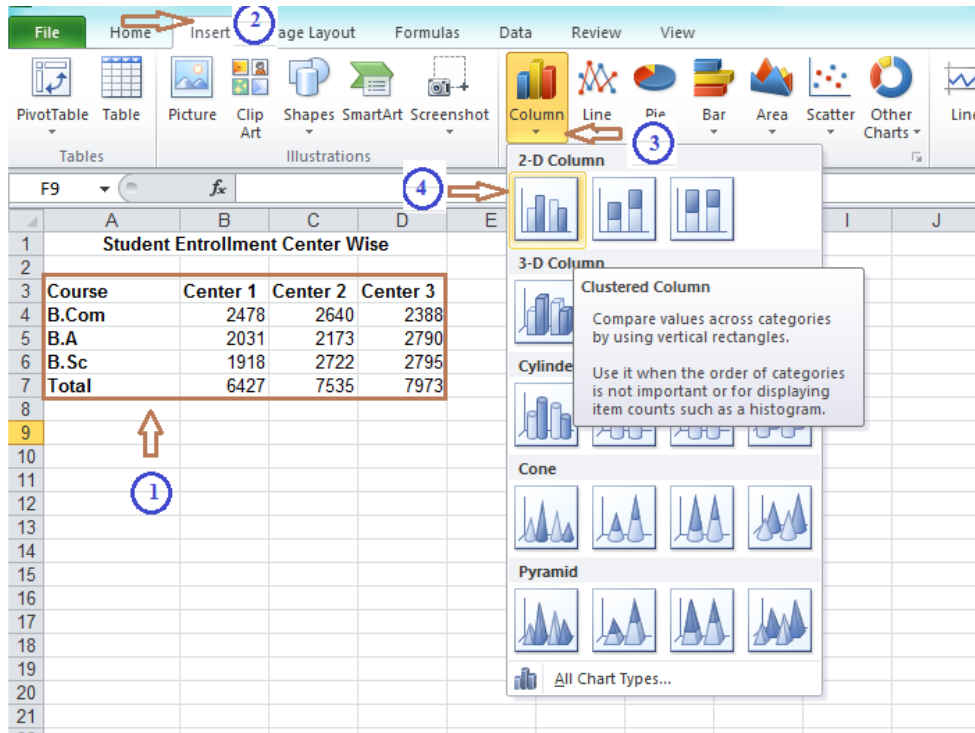 File Home Insert 2 age Layout Formulas Data Review View
PivotTable Table Picture Clip Art Shapes SmartArt Screenshot Column Line Pie Bar Area Scatter Other Charts Line
Tables Illustrations
3
2-D Column
F9 fx 4
A B C D E I J
1 Student Entrollment Center Wise
2
3-D Column
3 Course Center 1 Center 2 Center 3
Clustered Column
4 B.Com 2478 2640 2388
Compare values across categories
5 B.A 2031 2173 2790
by using vertical rectangles.
6 B.Sc 1918 2722 2795
Cylinde
Use it when the order of categories
7 Total 6427 7535 7973
is not important or for displaying
item counts such as a histogram.
8
9
10
Cone
11
1
12
13
14
15
Pyramid
16
17
18
19
All Chart Types...
20
21